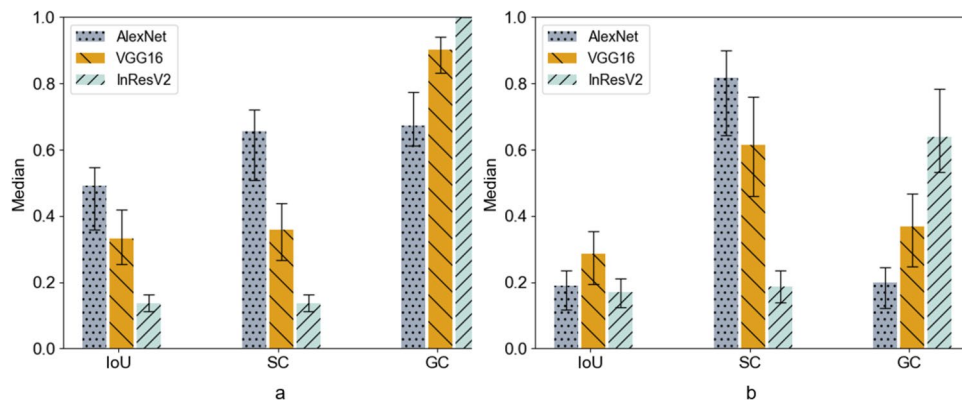 1.0
0.8
0.6
0.4
0.2
0.0
Median
AlexNet
VGG16
InResV2
IoU
SC
GC
a
1.0
0.8
0.6
0.4
0.2
0.0
Median
AlexNet
VGG16
InResV2
IoU
SC
GC
b